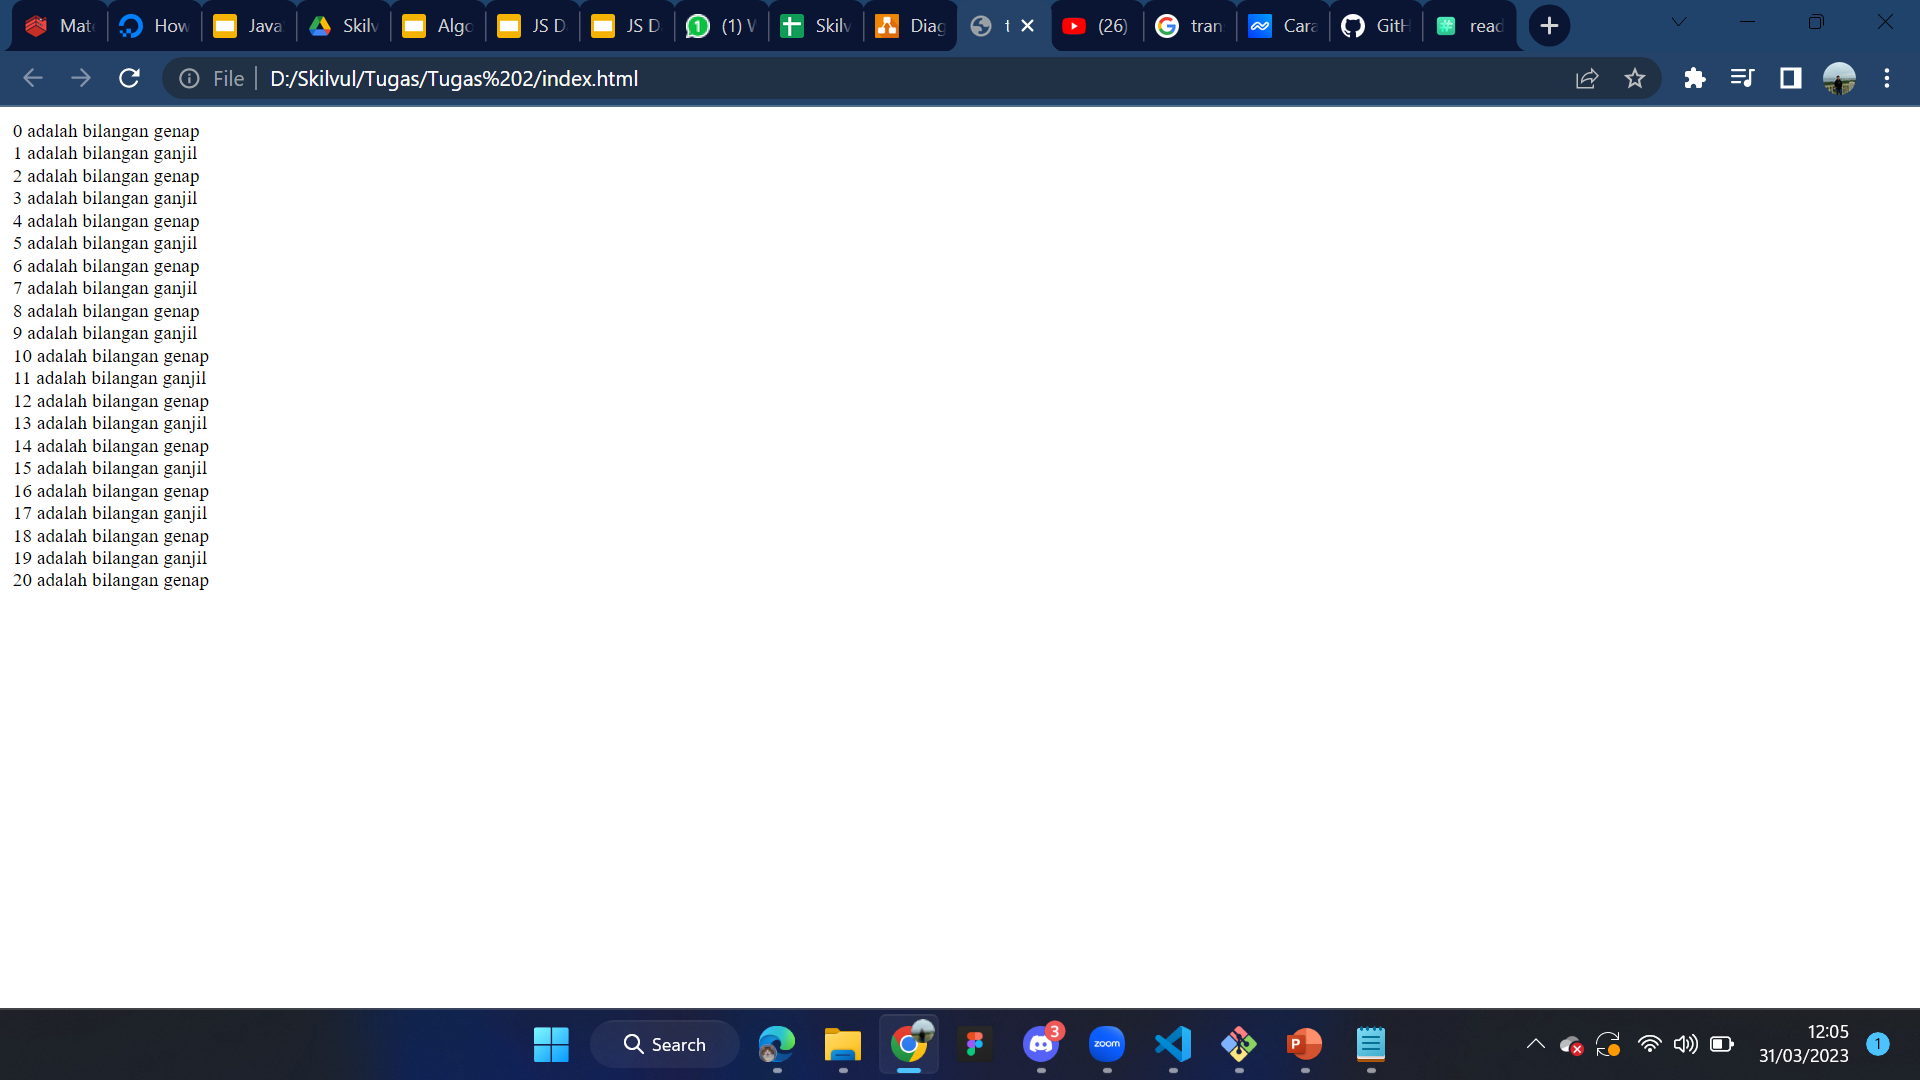 Mat How Java Skilv Algo JS D JS D (1) W Skilv Diag t (26) tran Cara GitH read
File D:/Skilvul/Tugas/Tugas%202/index.html
0 adalah bilangan genap
1 adalah bilangan ganjil
2 adalah bilangan genap
3 adalah bilangan ganjil
4 adalah bilangan genap
5 adalah bilangan ganjil
6 adalah bilangan genap
7 adalah bilangan ganjil
8 adalah bilangan genap
9 adalah bilangan ganjil
10 adalah bilangan genap
11 adalah bilangan ganjil
12 adalah bilangan genap
13 adalah bilangan ganjil
14 adalah bilangan genap
15 adalah bilangan ganjil
16 adalah bilangan genap
17 adalah bilangan ganjil
18 adalah bilangan genap
19 adalah bilangan ganjil
20 adalah bilangan genap
Search 3 zoom 12:05 1
31/03/2023